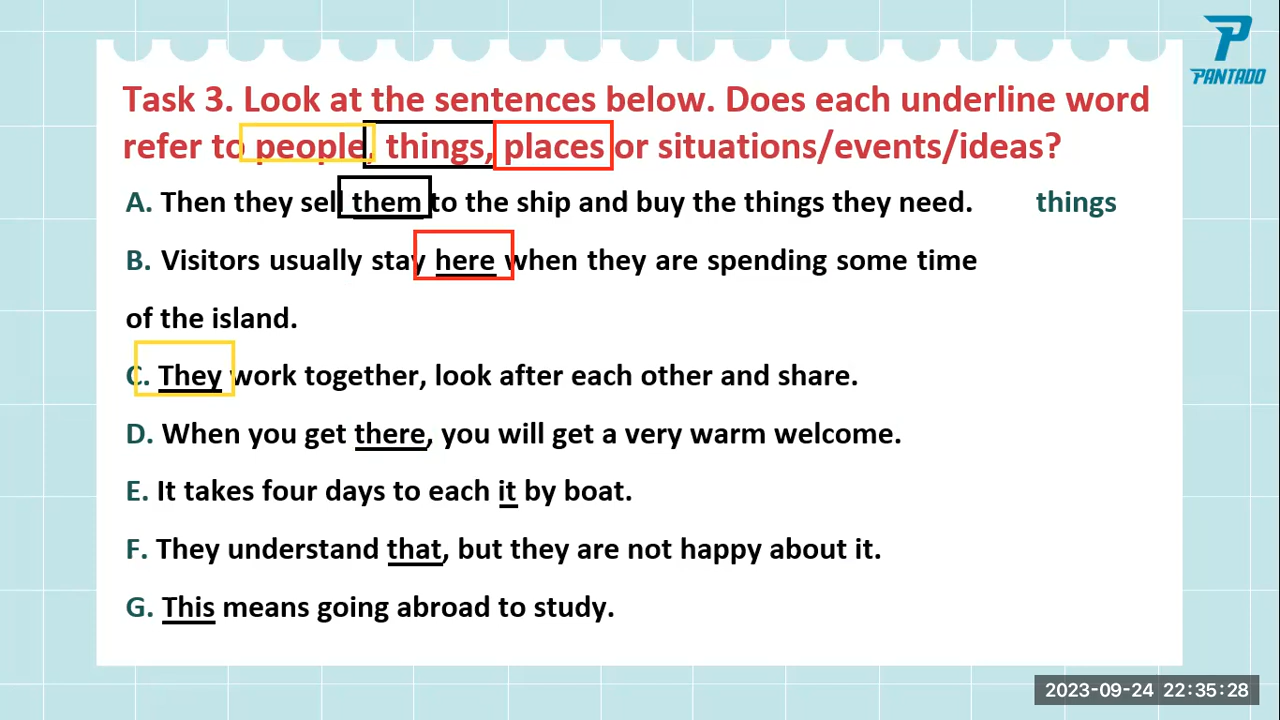 PANTADO
Task 3. Look at the sentences below. Does each underline word
refer to people, things, places or situations/events/ideas?
A. Then they sell them to the ship and buy the things they need. things
B. Visitors usually stay here when they are spending some time
of the island.
C. They work together, look after each other and share.
D. When you get there, you will get a very warm welcome.
E. It takes four days to each it by boat.
F. They understand that, but they are not happy about it.
G. This means going abroad to study.
2023-09-24 22:35:28